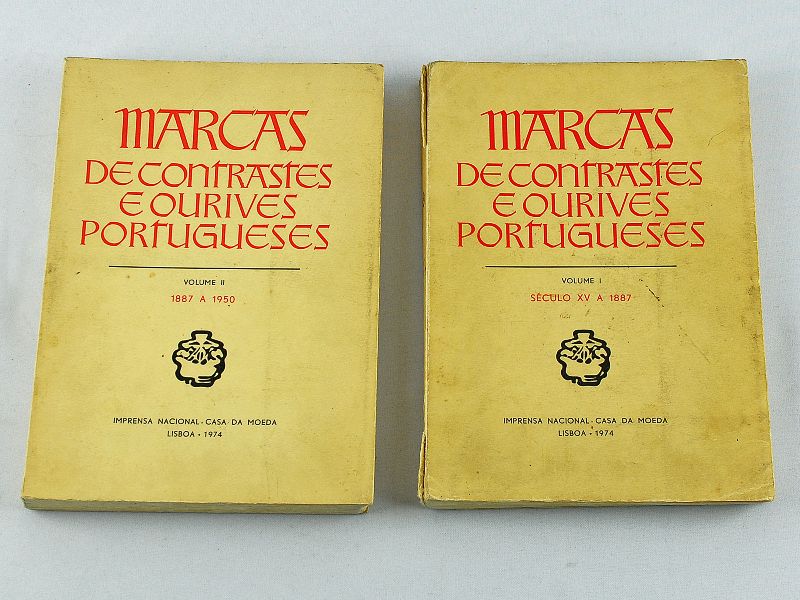 MARCAS
DE CONTRASTES
E OURIVES
PORTUGUESES
VOLUME II
1887 A 1950
IMPRENSA NACIONAL - CASA DA MOEDA
LISBOA - 1974
MARCAS
DE CONTRASTES
E OURIVES
PORTUGUESES
VOLUME I
SÉCULO XV A 1887
IMPRENSA NACIONAL - CASA DA MOEDA
LISBOA - 1974